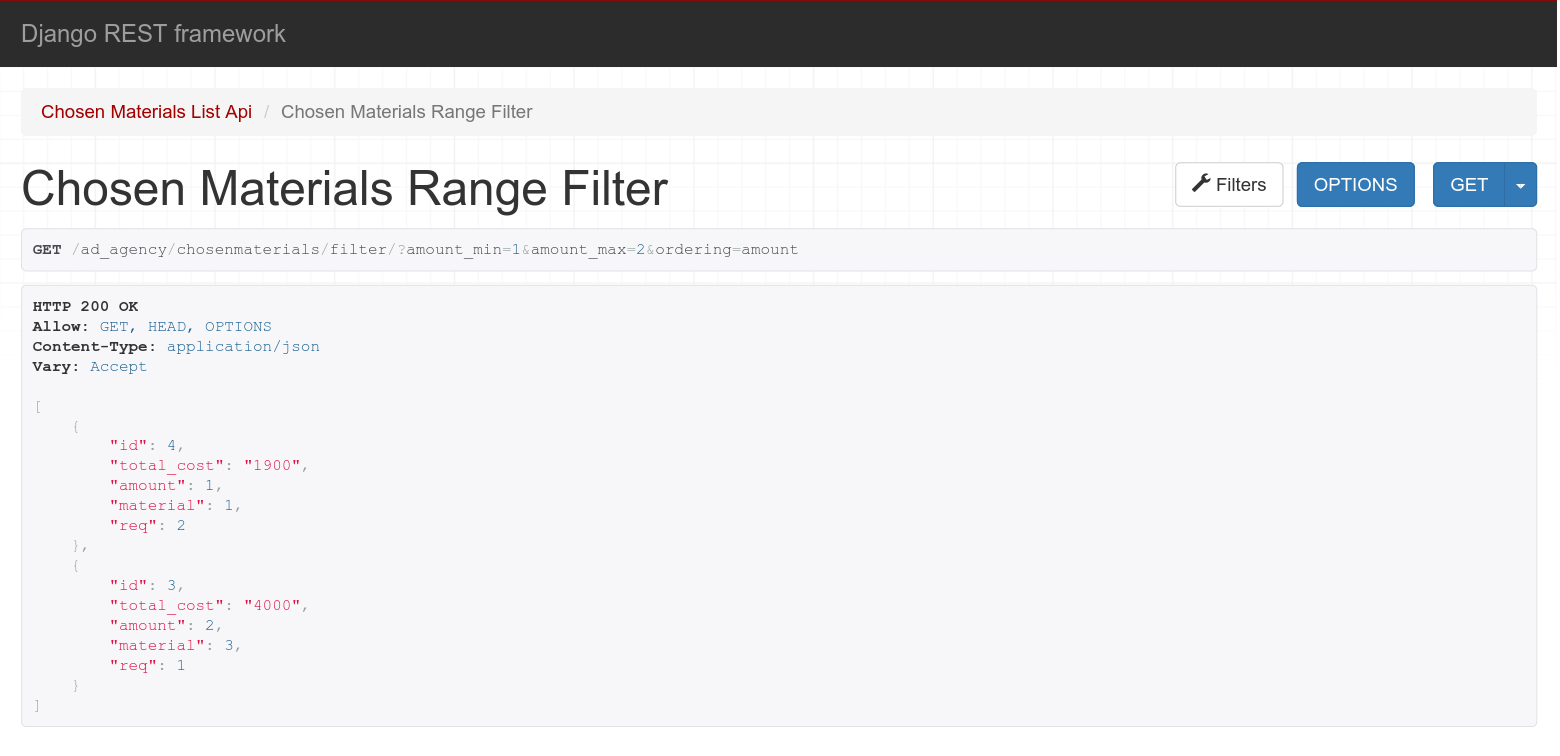 Django REST framework
Chosen Materials List Api / Chosen Materials Range Filter
Chosen Materials Range Filter
Filters
OPTIONS
GET
GET /ad_agency/chosenmaterials/filter/?amount_min=1&amount_max=2&ordering=amount
HTTP 200 OK
Allow: GET, HEAD, OPTIONS
Content-Type: application/json
Vary: Accept
[
    {
        "id": 4,
        "total_cost": "1900",
        "amount": 1,
        "material": 1,
        "req": 2
    },
    {
        "id": 3,
        "total_cost": "4000",
        "amount": 2,
        "material": 3,
        "req": 1
    }
]